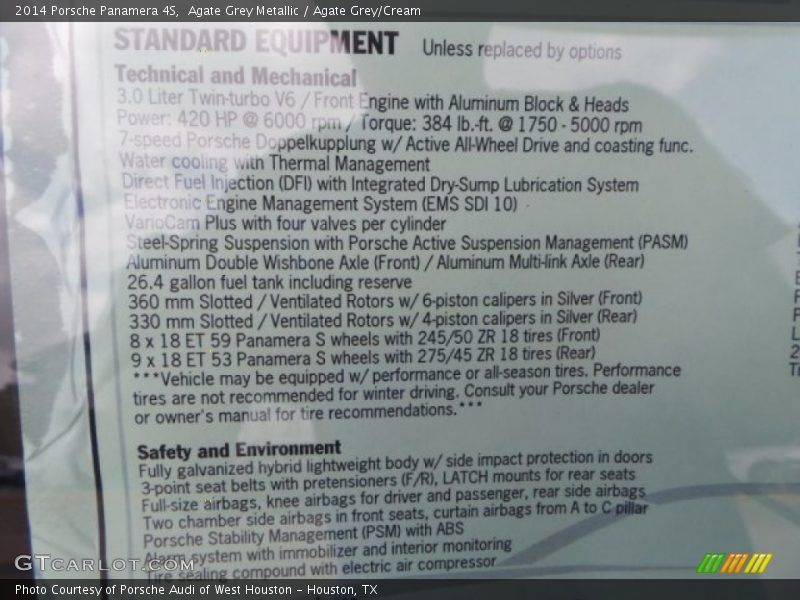 2014 Porsche Panamera 4S,  Agate Grey Metallic / Agate Grey/Cream
STANDARD EQUIPMENT Unless replaced by options
Technical and Mechanical
3.0 Liter Twin-turbo V6 / Front Engine with Aluminum Block & Heads
Power: 420 HP @ 6000 rpm / Torque: 384 lb.-ft. @ 1750 - 5000 rpm
7-speed Porsche Doppelkupplung w/ Active All-Wheel Drive and coasting func.
Water cooling with Thermal Management
Direct Fuel Injection (DFI) with Integrated Dry-Sump Lubrication System
Electronic Engine Management System (EMS SDI 10)
VarioCam Plus with four valves per cylinder
Steel-Spring Suspension with Porsche Active Suspension Management (PASM)
Aluminum Double Wishbone Axle (Front) / Aluminum Multi-link Axle (Rear)
26.4 gallon fuel tank including reserve
360 mm Slotted / Ventilated Rotors w/ 6-piston calipers in Silver (Front)
330 mm Slotted / Ventilated Rotors w/ 4-piston calipers in Silver (Rear)
8 x 18 ET 59 Panamera S wheels with 245/50 ZR 18 tires (Front)
9 x 18 ET 53 Panamera S wheels with 275/45 ZR 18 tires (Rear)
***Vehicle may be equipped w/ performance or all-season tires. Performance
tires are not recommended for winter driving. Consult your Porsche dealer
or owner's manual for tire recommendations.***
Safety and Environment
Fully galvanized hybrid lightweight body w/ side impact protection in doors
3-point seat belts with pretensioners (F/R), LATCH mounts for rear seats
Full-size airbags, knee airbags for driver and passenger, rear side airbags
Two chamber side airbags in front seats, curtain airbags from A to C pillar
Porsche Stability Management (PSM) with ABS
Alarm system with immobilizer and interior monitoring
Tire sealing compound with electric air compressor
GTcarlot.com
Photo Courtesy of Porsche Audi of West Houston - Houston, TX